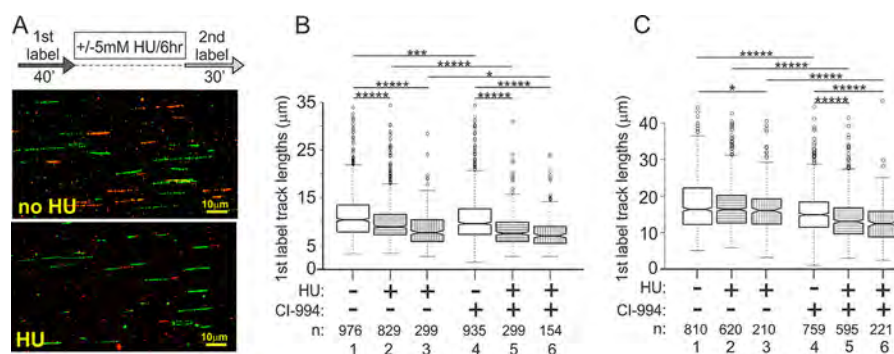 A
1st label
+/-5mM HU/6hr
2nd label
40'
30'
no HU
10μm
HU
10μm
B
***
*****
*
*****
*****
*****
*****
1st label track lengths (μm)
35
25
15
10
5
0
HU: - + + - + +
CI-994: - - - + + +
n: 976 829 299 935 299 154
1 2 3 4 5 6
C
*****
*****
*****
*
*****
*****
1st label track lengths (μm)
40
30
20
10
0
HU: - + + - + +
CI-994: - - - + + +
n: 810 620 210 759 595 221
1 2 3 4 5 6